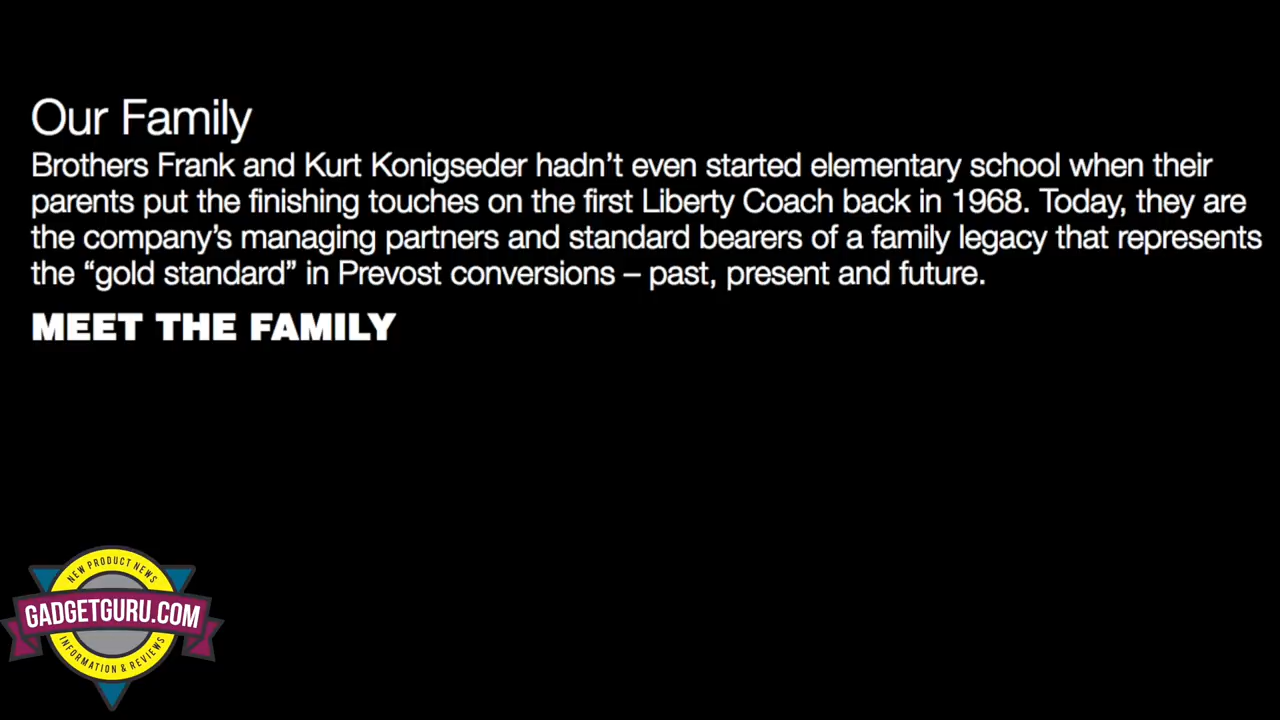 Our Family
Brothers Frank and Kurt Konigseder hadn’t even started elementary school when their
parents put the finishing touches on the first Liberty Coach back in 1968. Today, they are
the company’s managing partners and standard bearers of a family legacy that represents
the “gold standard” in Prevost conversions – past, present and future.
MEET THE FAMILY
NEW PRODUCT NEWS
GADGETGURU.COM
INFORMATION & REVIEWS